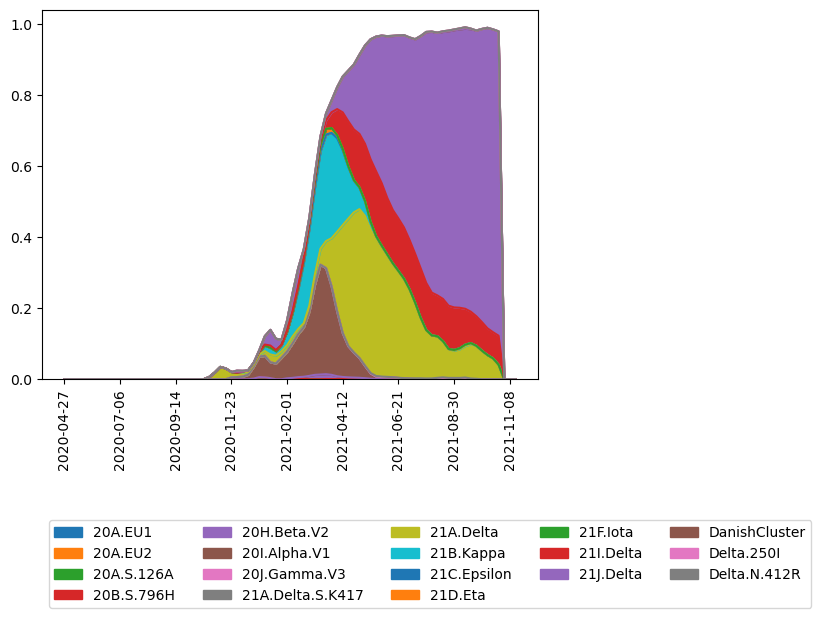 1.0
0.8
0.6
0.4
0.2
0.0
2020-04-27 2020-07-06 2020-09-14 2020-11-23 2021-02-01 2021-04-12 2021-06-21 2021-08-30 2021-11-08
20A.EU1 20H.Beta.V2 21A.Delta 21F.Iota DanishCluster
20A.EU2 20I.Alpha.V1 21B.Kappa 21I.Delta Delta.250I
20A.S.126A 20J.Gamma.V3 21C.Epsilon 21J.Delta Delta.N.412R
20B.S.796H 21A.Delta.S.K417 21D.Eta